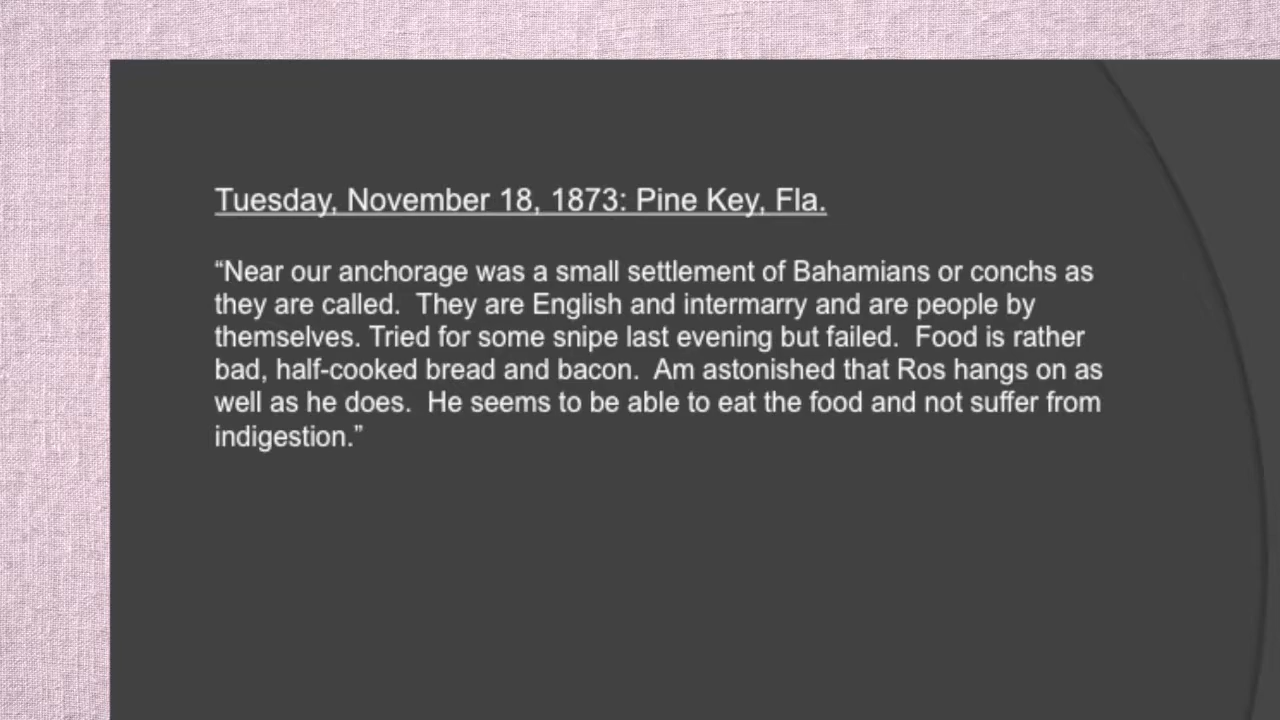 Tuesday, November 18, 1873: Pine Key, Fla.
“Near our anchorage was a small settlement of Bahamians or conchs as
they are called.  They are English and intermarry and are people by
themselves. Tried for some snipe last evening but failed.  Food is rather
bad, half-cooked bread and bacon.  Am astonished that Ros hangs on as
well as he does.  He seems to be able to eat the food and not suffer from
indigestion.”